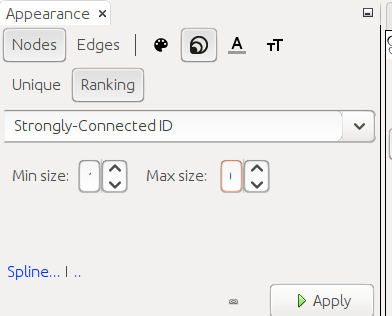 Appearance ×
Nodes Edges A TT
Unique Ranking
Strongly-Connected ID
Min size: Max size:
Spline... | ..
Apply